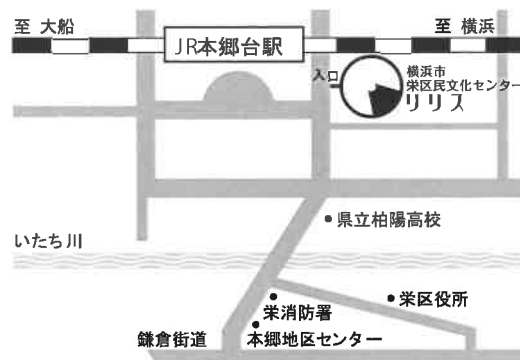 至 大船
至 横浜
JR本郷台駅
入口
横浜市
栄区民文化センター
リリス
県立柏陽高校
いたち川
栄区役所
栄消防署
鎌倉街道
本郷地区センター